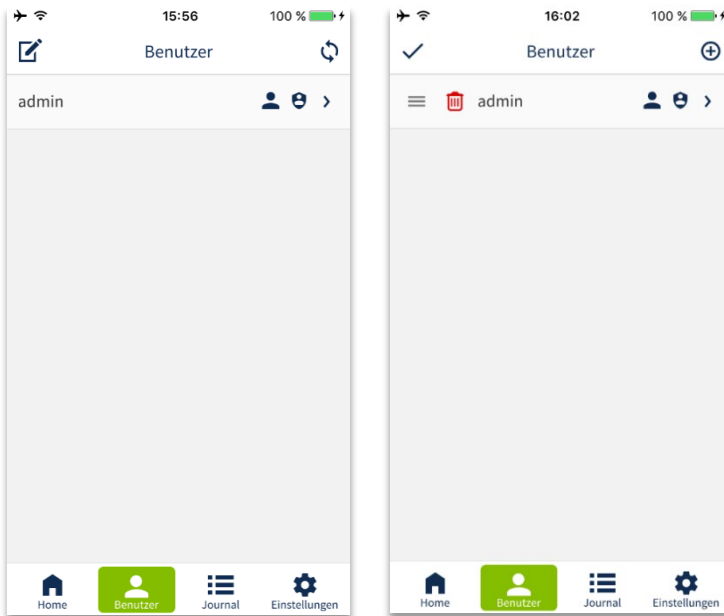 15:56
100 %
Benutzer
admin
Home
Benutzer
Journal
Einstellungen
16:02
100 %
Benutzer
admin
Home
Benutzer
Journal
Einstellungen